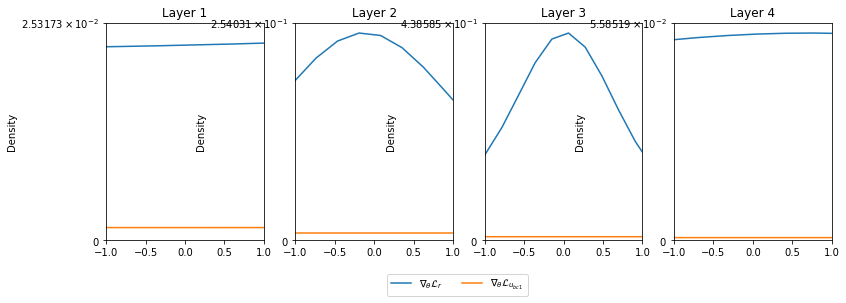 Layer 1
Layer 2
Layer 3
Layer 4
2.53173 × 10⁻²
2.54031 × 10⁻¹
4.38585 × 10⁻¹
5.58519 × 10⁻²
Density
Density
Density
Density
0
0
0
0
−1.0 −0.5 0.0 0.5 1.0
−1.0 −0.5 0.0 0.5 1.0
−1.0 −0.5 0.0 0.5 1.0
−1.0 −0.5 0.0 0.5 1.0
∇θℒr
∇θℒu_bc1